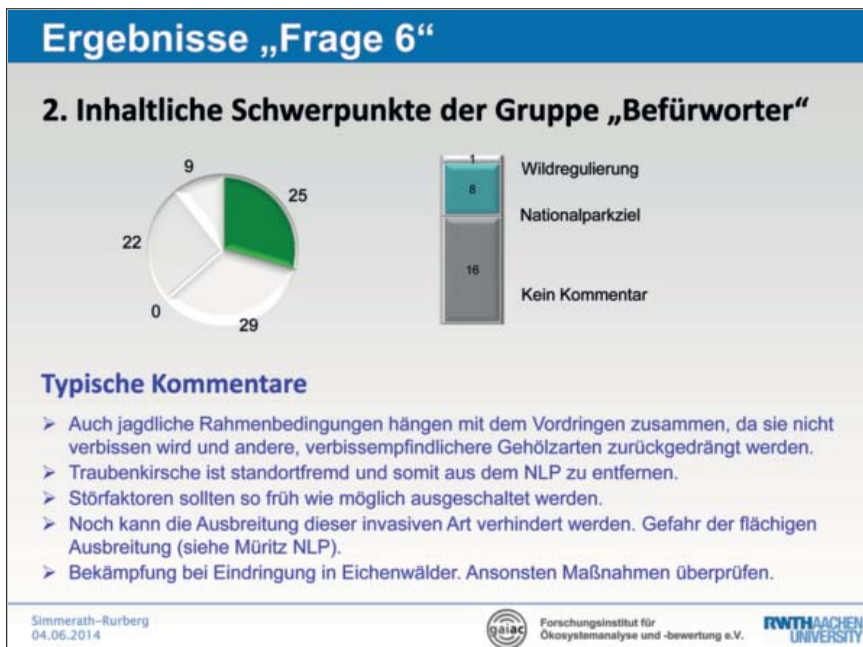 Ergebnisse „Frage 6“
2. Inhaltliche Schwerpunkte der Gruppe „Befürworter“
9
25
22
0
29
1
Wildregulierung
8
Nationalparkziel
16
Kein Kommentar
Typische Kommentare
➢ Auch jagdliche Rahmenbedingungen hängen mit dem Vordringen zusammen, da sie nicht
verbissen wird und andere, verbissempfindlichere Gehölzarten zurückgedrängt werden.
➢ Traubenkirsche ist standortfremd und somit aus dem NLP zu entfernen.
➢ Störfaktoren sollten so früh wie möglich ausgeschaltet werden.
➢ Noch kann die Ausbreitung dieser invasiven Art verhindert werden. Gefahr der flächigen
Ausbreitung (siehe Müritz NLP).
➢ Bekämpfung bei Eindringung in Eichenwälder. Ansonsten Maßnahmen überprüfen.
Simmerath-Rurberg
04.06.2014
gaiac
Forschungsinstitut für
Ökosystemanalyse und -bewertung e.V.
RWTHAACHEN
UNIVERSITY